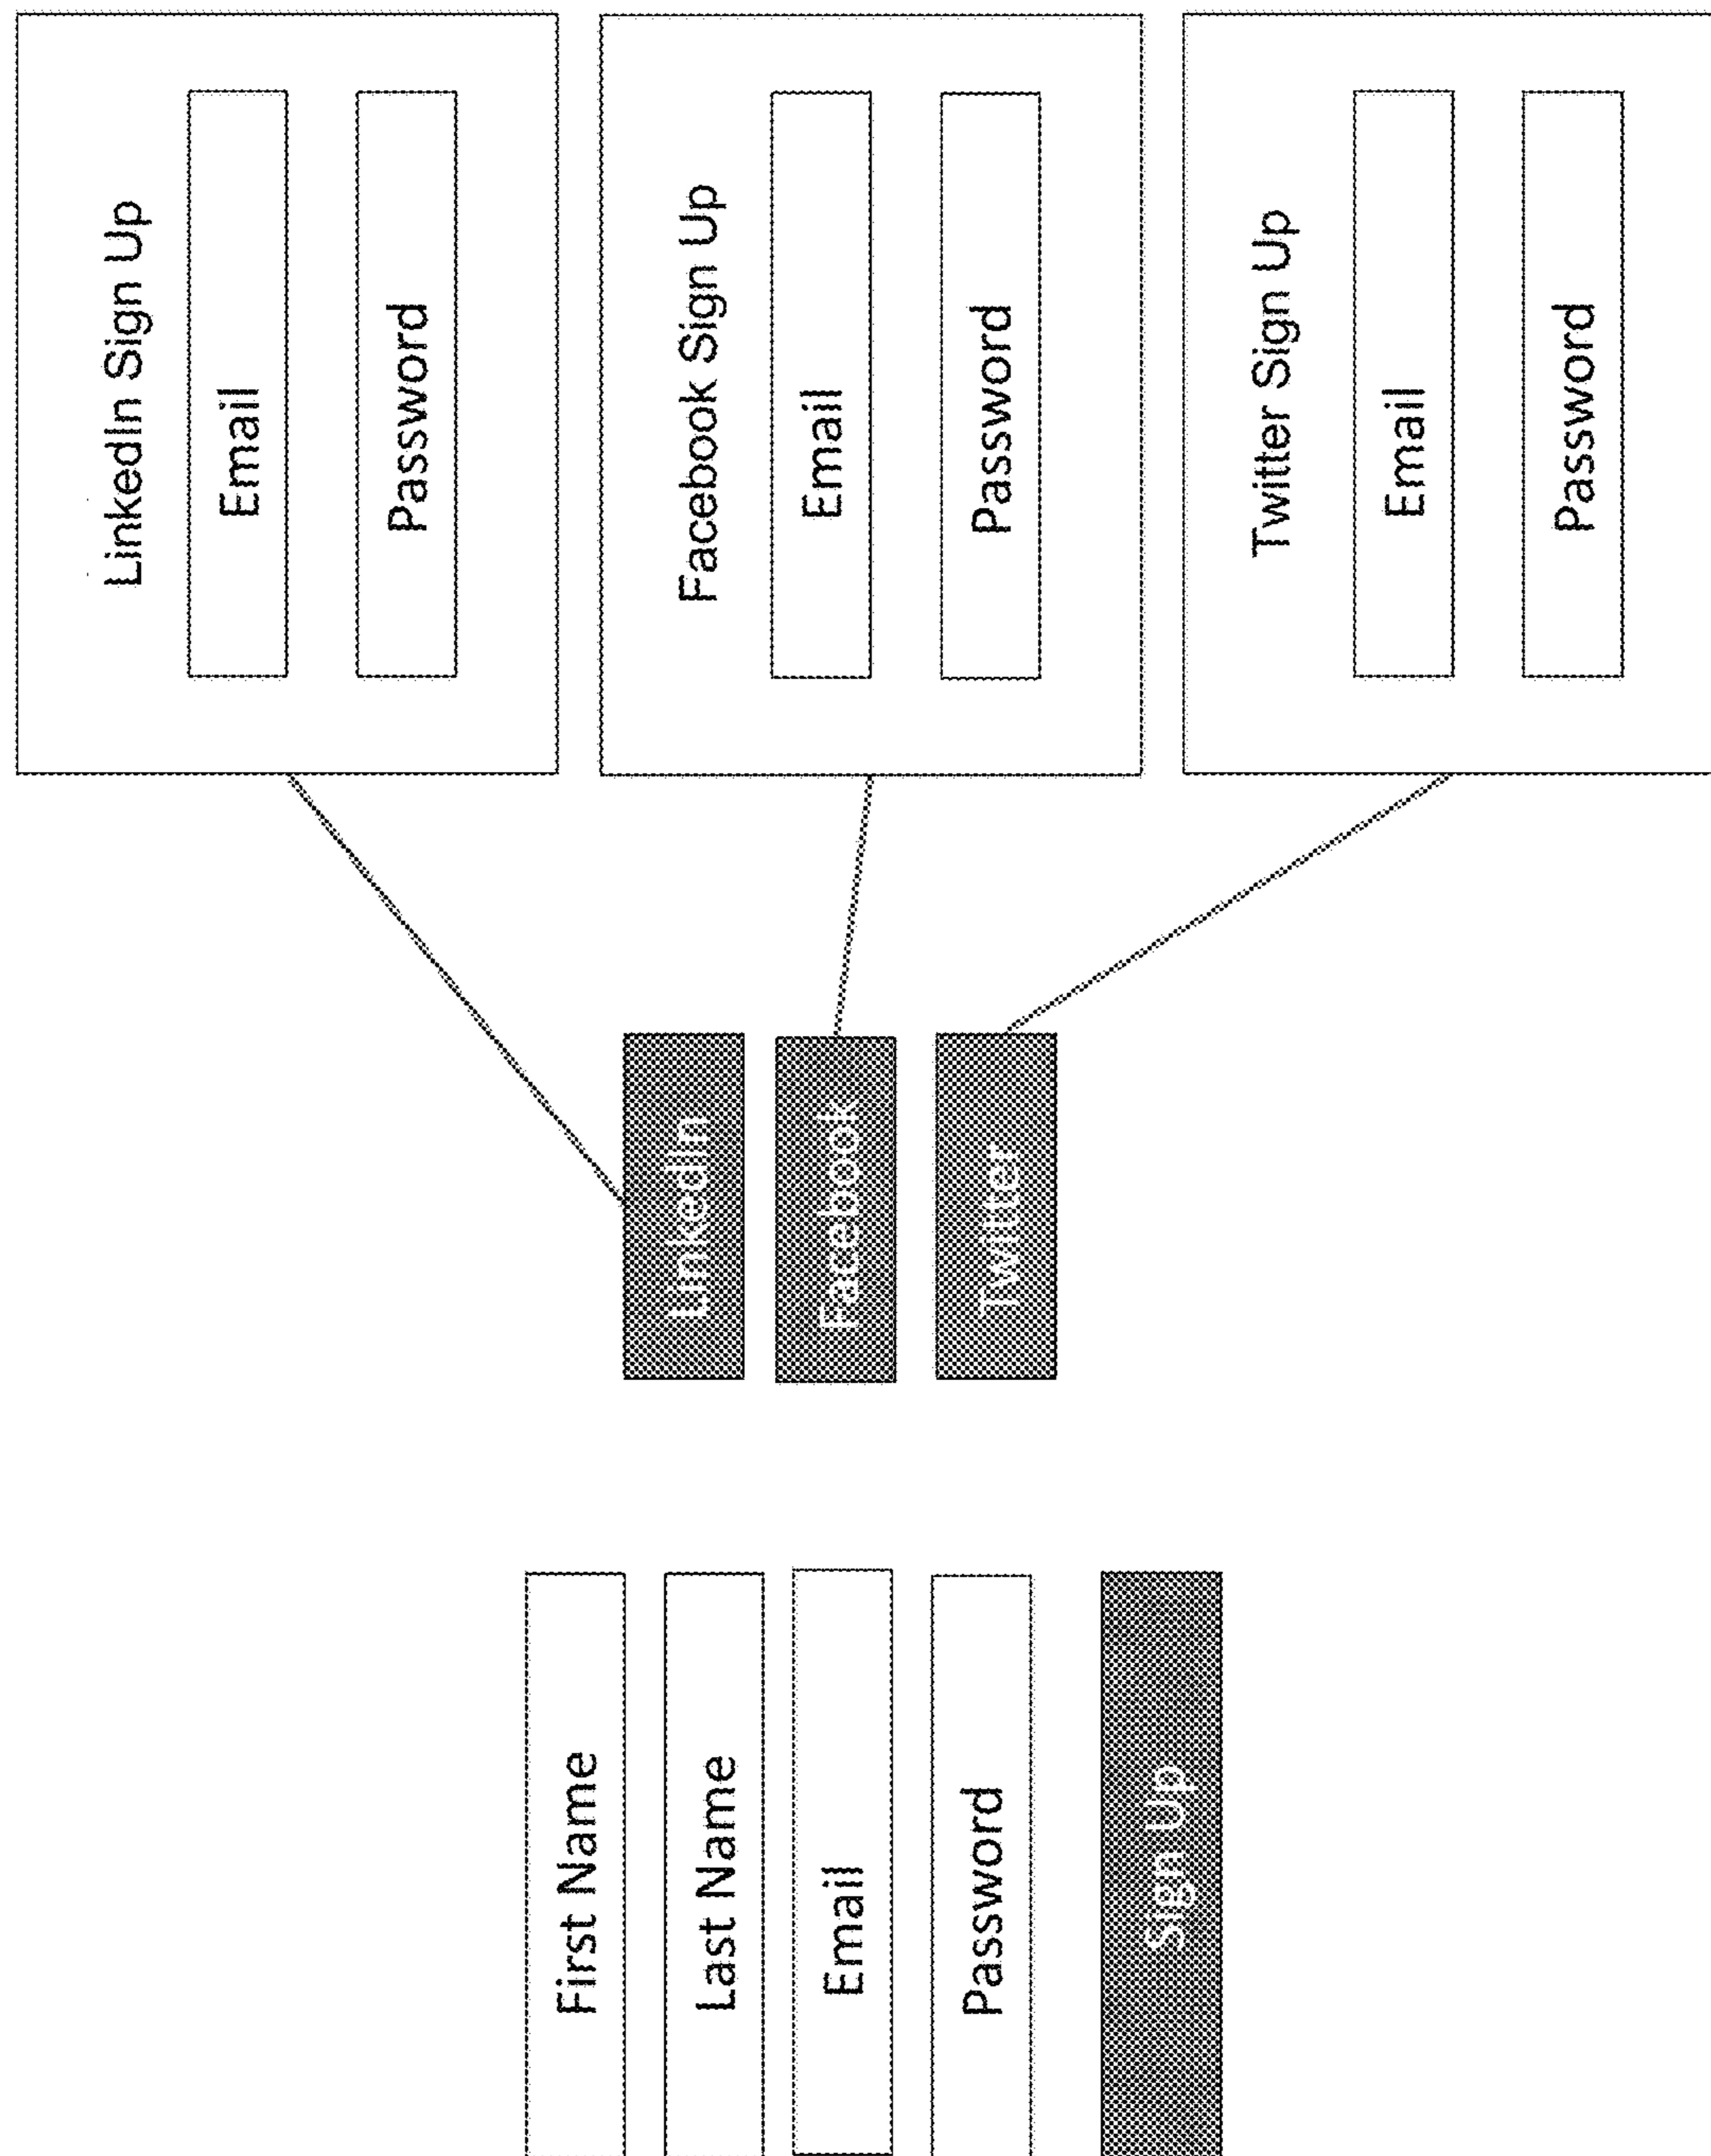 First Name
Last Name
Email
Password
Sign Up
LinkedIn
Facebook
Twitter
LinkedIn Sign Up
Email
Password
Facebook Sign Up
Email
Password
Twitter Sign Up
Email
Password